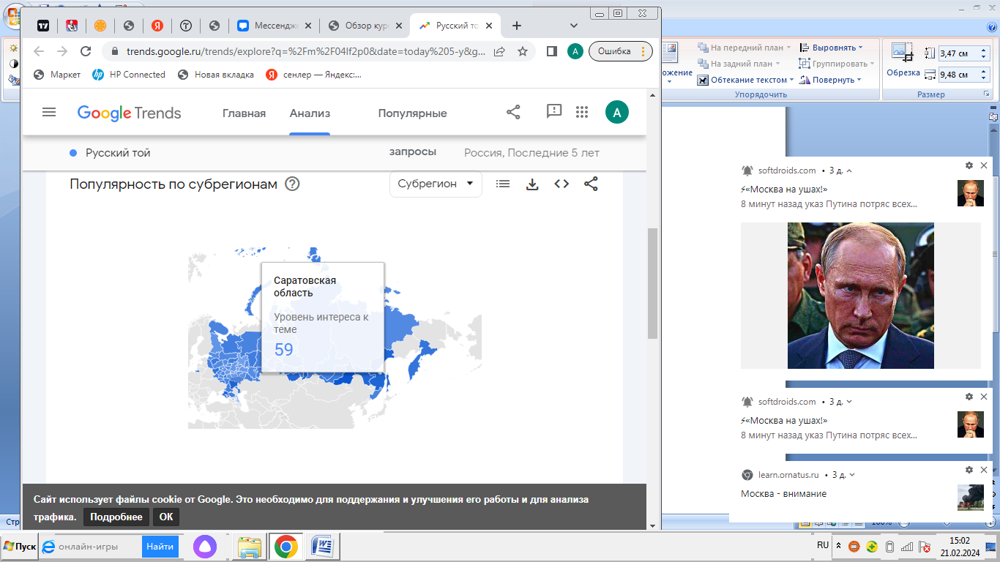 Мессендже
Обзор кур
Русский то
trends.google.ru/trends/explore?q=%2Fm%2F04lf2p0&date=today%205-y&g...
A
Ошибка
Маркет
HP Connected
Новая вкладка
сенлер — Яндекс:...
Google Trends
Главная
Анализ
Популярные запросы
A
Русский той
Россия, Последние 5 лет
Популярность по субрегионам
Субрегион
Саратовская
область
Уровень интереса к
теме
59
Сайт использует файлы cookie от Google. Это необходимо для поддержания и улучшения его работы и для анализа
трафика. Подробнее ОК
ожение
На передний план
На задний план
Обтекание текстом
Выровнять
Группировать
Повернуть
Упорядочить
Обрезка
3,47 см
9,48 см
Размер
softdroids.com • 3 д.
⚡«Москва на ушах!»
8 минут назад указ Путина потряс всех...
softdroids.com • 3 д.
⚡«Москва на ушах!»
8 минут назад указ Путина потряс всех...
learn.ornatus.ru • 3 д.
Москва - внимание
Стр
100%
Пуск
онлайн-игры
Найти
RU
15:02
21.02.2024